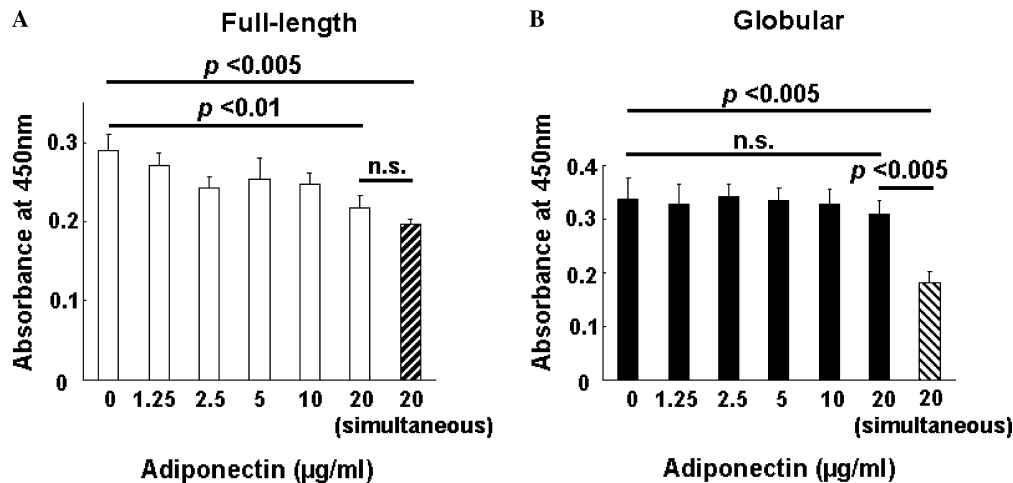 A
Full-length
p <0.005
p <0.01
n.s.
Absorbance at 450nm
0.3
0.2
0.1
0
0 1.25 2.5 5 10 20 20
(simultaneous)
Adiponectin (µg/ml)
B
Globular
p <0.005
n.s.
p <0.005
Absorbance at 450nm
0.4
0.3
0.2
0.1
0
0 1.25 2.5 5 10 20 20
(simultaneous)
Adiponectin (µg/ml)